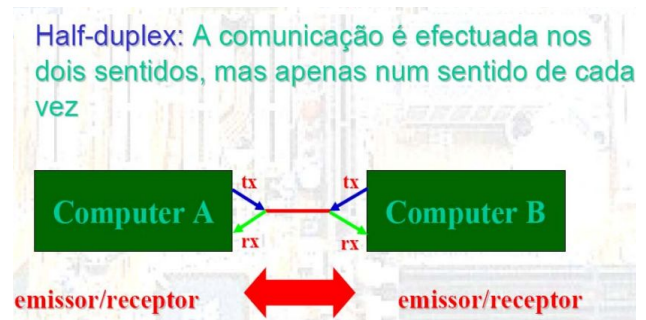 Half-duplex: A comunicação é efectuada nos
dois sentidos, mas apenas num sentido de cada
vez
tx tx
Computer A Computer B
rx rx
emissor/receptor emissor/receptor